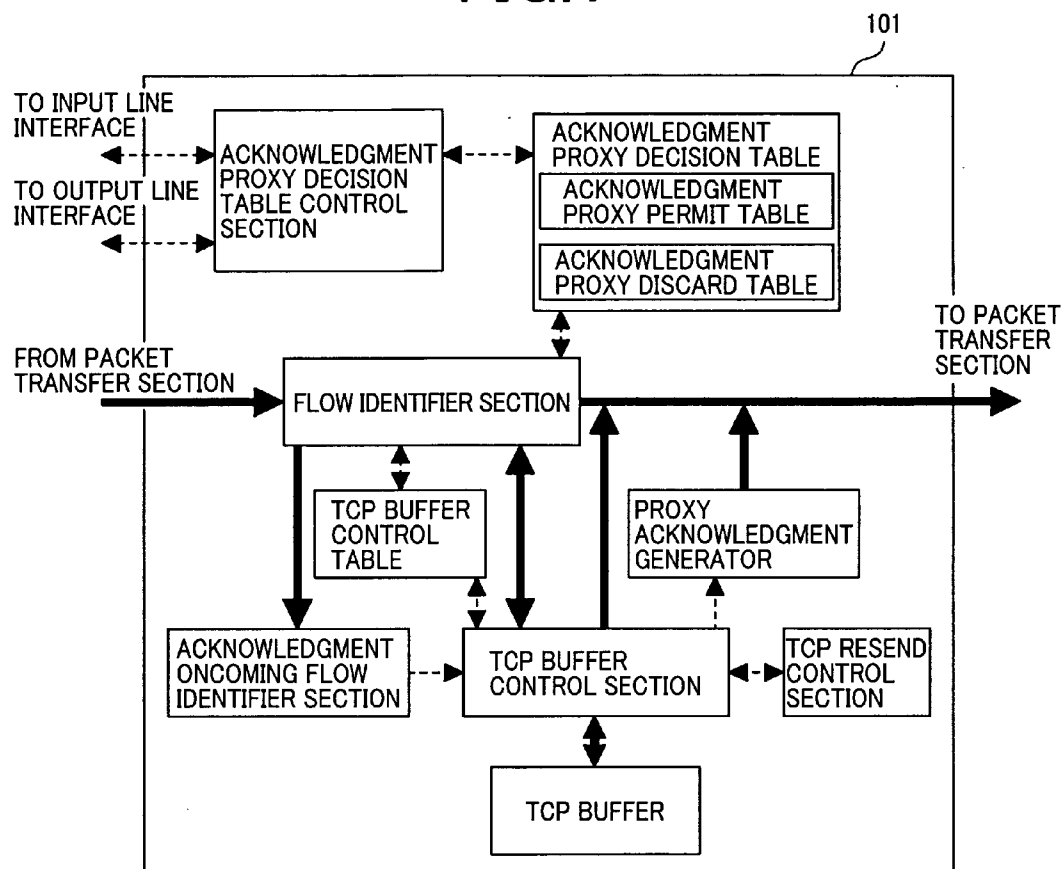 101
TO INPUT LINE
INTERFACE
TO OUTPUT LINE
INTERFACE
ACKNOWLEDGMENT
PROXY DECISION
TABLE CONTROL
SECTION
ACKNOWLEDGMENT
PROXY DECISION TABLE
ACKNOWLEDGMENT
PROXY PERMIT TABLE
ACKNOWLEDGMENT
PROXY DISCARD TABLE
TO PACKET
TRANSFER
SECTION
FROM PACKET
TRANSFER SECTION
FLOW IDENTIFIER SECTION
TCP BUFFER
CONTROL
TABLE
PROXY
ACKNOWLEDGMENT
GENERATOR
ACKNOWLEDGMENT
ONCOMING FLOW
IDENTIFIER SECTION
TCP BUFFER
CONTROL SECTION
TCP RESEND
CONTROL
SECTION
TCP BUFFER